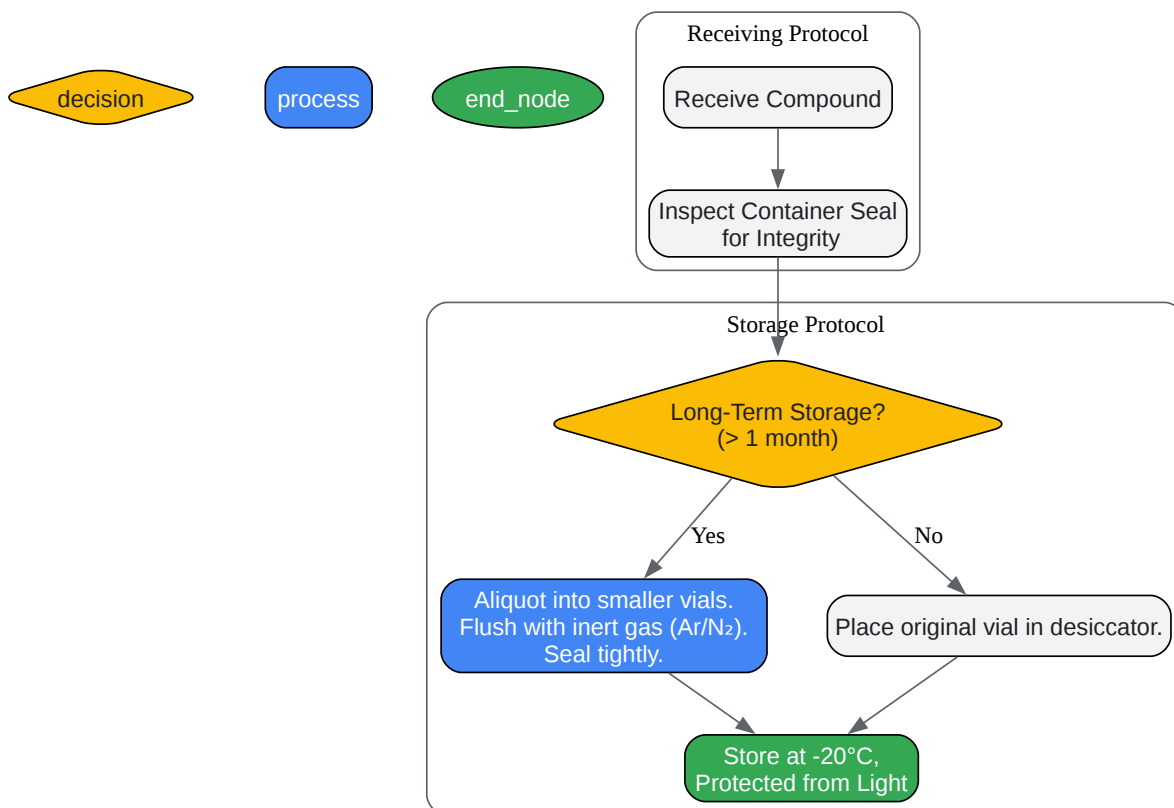 Receiving Protocol
decision
process
end_node
Receive Compound
Inspect Container Seal
for Integrity
Storage Protocol
Long-Term Storage?
(> 1 month)
Yes
No
Aliquot into smaller vials.
Flush with inert gas (Ar/N₂).
Seal tightly.
Place original vial in desiccator.
Store at -20°C,
Protected from Light